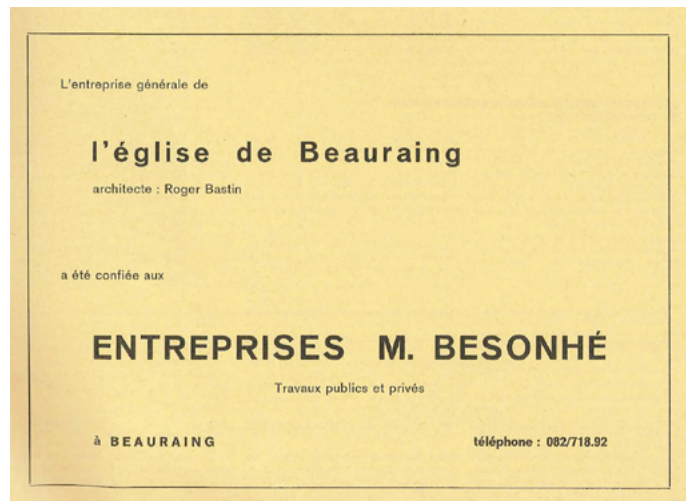 L'entreprise générale de
l'église de Beauraing
architecte : Roger Bastin
a été confiée aux
ENTREPRISES M. BESONHÉ
Travaux publics et privés
à BEAURAING téléphone : 082/718.92